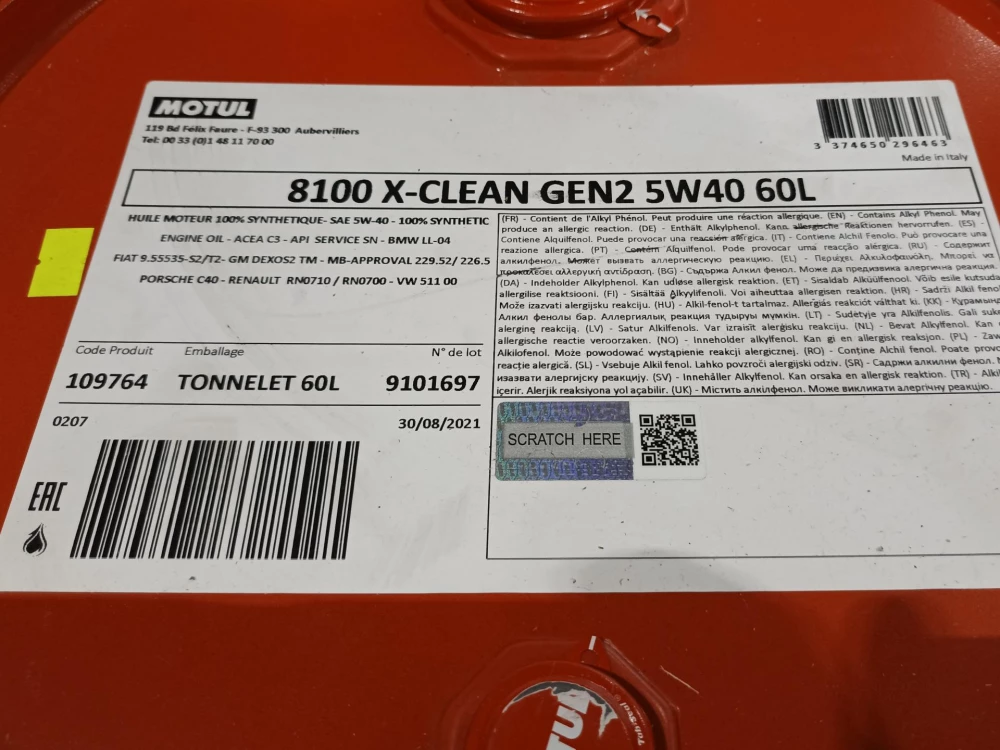 MOTUL
119 Bd Félix Faure - F-93 300 Aubervilliers
Tel: 00 33 (0)1 48 11 70 00
3 374650 296463
Made in Italy
8100 X-CLEAN GEN2 5W40 60L
HUILE MOTEUR 100% SYNTHETIQUE- SAE 5W-40 - 100% SYNTHETIC
ENGINE OIL - ACEA C3 - API SERVICE SN - BMW LL-04
FIAT 9.55535-S2/T2- GM DEXOS2 TM - MB-APPROVAL 229.52/ 226.5
PORSCHE C40 - RENAULT RN0710 / RN0700 - VW 511 00
(FR) - Contient de l'Alkyl Phénol. Peut produire une réaction allergique. (EN) - Contains Alkyl Phenol. May
produce an allergic reaction. (DE) - Enthält Alkylphenol. Kann allergische Reaktionen hervorrufen. (ES) -
Contiene Alquilfenol. Puede provocar una reacción alérgica. (IT) - Contiene Alchil Fenolo. Può provocare una
reazione allergica. (PT) - Contém Alquilfenol. Pode provocar uma reacção alérgica. (RU) - Содержит
алкилфенол. Может вызвать аллергическую реакцию. (EL) - Περιέχει Αλκυλοφαινόλη. Μπορεί να
προκαλέσει αλλεργική αντίδραση. (BG) - Съдържа Алкил фенол. Може да предизвика алергична реакция.
(DA) - Indeholder Alkylphenol. Kan udløse allergisk reaktion. (ET) - Sisaldab Alküülfenool. Võib esile kutsuda
allergilise reaktsiooni. (FI) - Sisältää Alkyylifenoli. Voi aiheuttaa allergisen reaktion. (HR) - Sadrži Alkil fenol
Može izazvati alergijsku reakciju. (HU) - Alkil-fenol-t tartalmaz. Allergiás reakciót válthat ki. (KK) - Құрамынд
Алкил фенолы бар. Аллергиялық реакция тудыруы мүмкін. (LT) - Sudėtyje yra Alkilfenolis. Gali suke
alerginę reakciją. (LV) - Satur Alkilfenols. Var izraisīt alerģisku reakciju. (NL) - Bevat Alkylfenol. Kan e
allergische reactie veroorzaken. (NO) - Inneholder alkylfenol. Kan gi en allergisk reaksjon. (PL) - Zaw
Alkilofenol. Może powodować wystąpienie reakcji alergicznej. (RO) - Conține Alchil fenol. Poate provo
reacție alergică. (SL) - Vsebuje Alkil fenol. Lahko povzroči alergijski odziv. (SR) - Садржи алкилни фенол.
изазвати алергијску реакцију. (SV) - Innehåller Alkylfenol. Kan orsaka en allergisk reaktion. (TR) - Alki
içerir. Alerjik reaksiyona yol açabilir. (UK) - Містить алкілфенол. Може викликати алергічну реакцію.
Code Produit Emballage N° de lot
109764 TONNELET 60L 9101697
0207 30/08/2021
SCRATCH HERE
EAC
TU
Tab-Seal